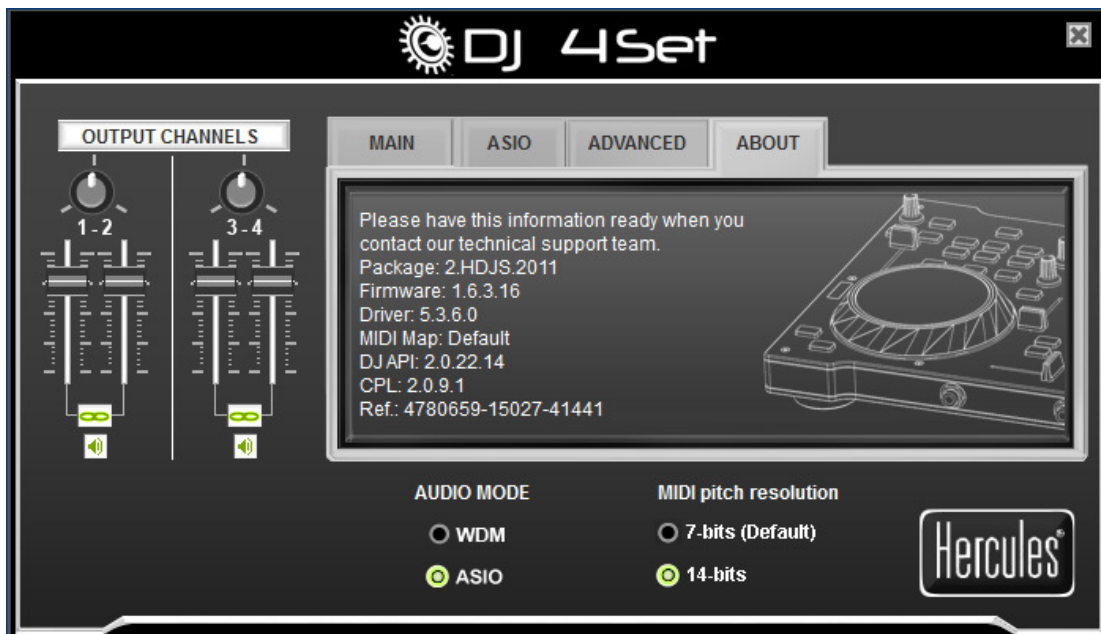 DJ 4Set
OUTPUT CHANNELS
1 - 2
3 - 4
MAIN
ASIO
ADVANCED
ABOUT
Please have this information ready when you
contact our technical support team.
Package: 2.HDJS.2011
Firmware: 1.6.3.16
Driver: 5.3.6.0
MIDI Map: Default
DJ API: 2.0.22.14
CPL: 2.0.9.1
Ref.: 4780659-15027-41441
AUDIO MODE
WDM
ASIO
MIDI pitch resolution
7-bits (Default)
14-bits
Hercules®